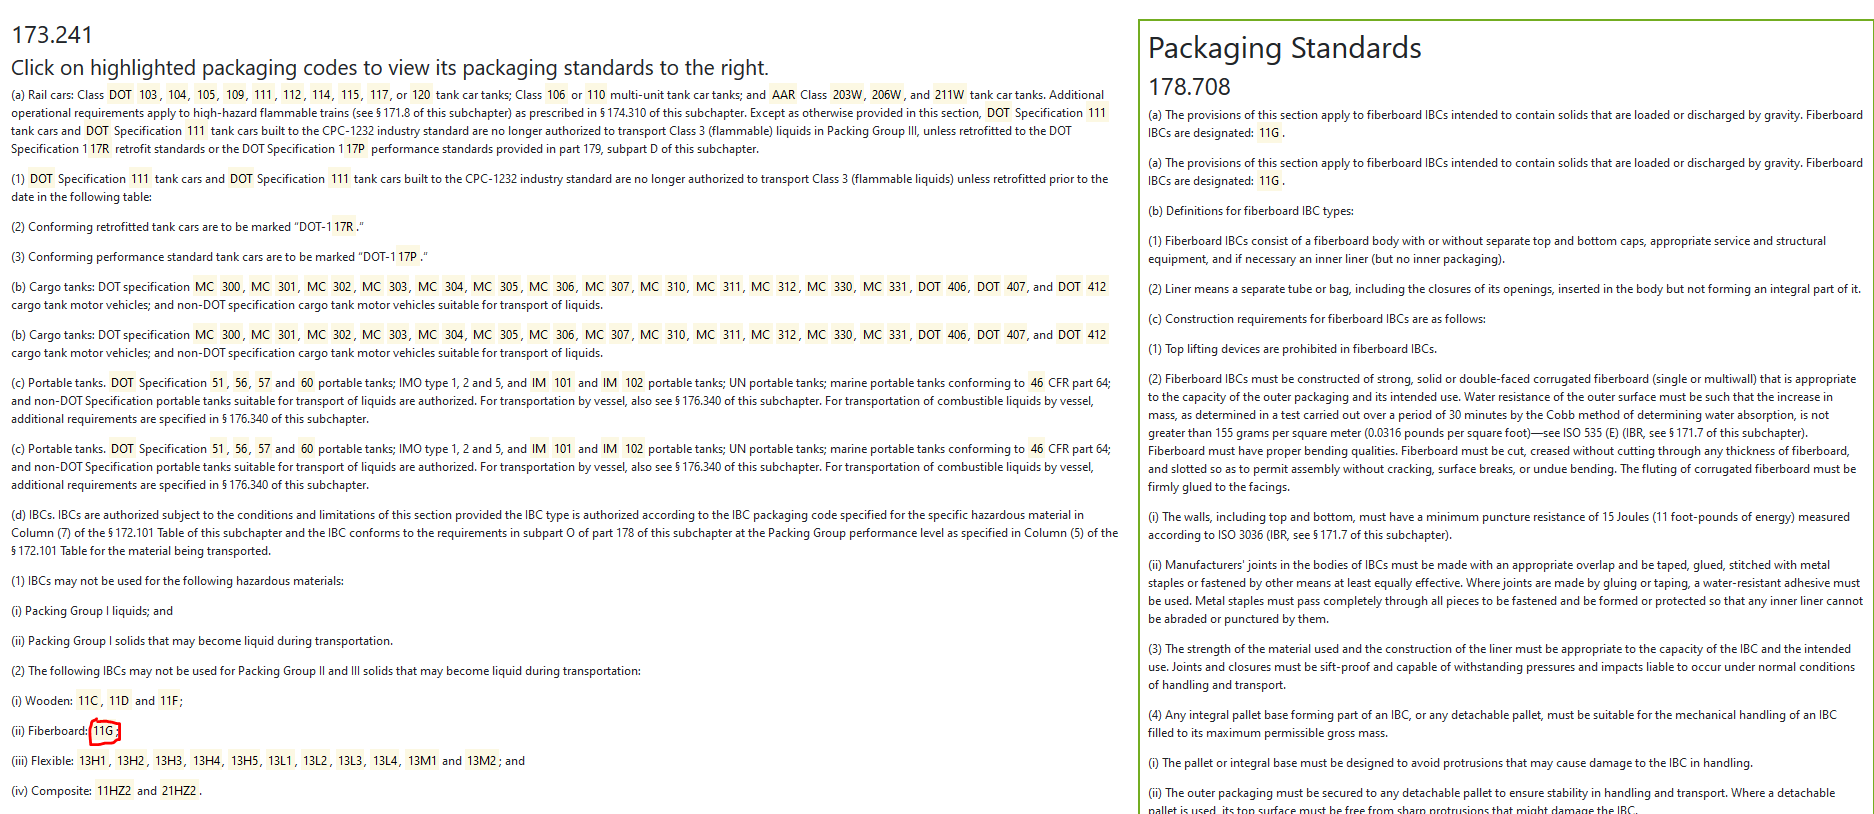 173.241
Click on highlighted packaging codes to view its packaging standards to the right.
(a) Rail cars: Class DOT 103, 104, 105, 109, 111, 112, 114, 115, 117, or 120 tank car tanks; Class 106 or 110 multi-unit tank car tanks; and AAR Class 203W, 206W, and 211W tank car tanks. Additional
operational requirements apply to high-hazard flammable trains (see § 171.8 of this subchapter) as prescribed in § 174.310 of this subchapter. Except as otherwise provided in this section, DOT Specification 111
tank cars and DOT Specification 111 tank cars built to the CPC-1232 industry standard are no longer authorized to transport Class 3 (flammable) liquids in Packing Group III, unless retrofitted to the DOT
Specification 117R retrofit standards or the DOT Specification 117P performance standards provided in part 179, subpart D of this subchapter.
(1) DOT Specification 111 tank cars and DOT Specification 111 tank cars built to the CPC-1232 industry standard are no longer authorized to transport Class 3 (flammable liquids) unless retrofitted prior to the
date in the following table:
(2) Conforming retrofitted tank cars are to be marked “DOT-117R.”
(3) Conforming performance standard tank cars are to be marked “DOT-117P.”
(b) Cargo tanks: DOT specification MC 300, MC 301, MC 302, MC 303, MC 304, MC 305, MC 306, MC 307, MC 310, MC 311, MC 312, MC 330, MC 331, DOT 406, DOT 407, and DOT 412
cargo tank motor vehicles; and non-DOT specification cargo tank motor vehicles suitable for transport of liquids.
(b) Cargo tanks: DOT specification MC 300, MC 301, MC 302, MC 303, MC 304, MC 305, MC 306, MC 307, MC 310, MC 311, MC 312, MC 330, MC 331, DOT 406, DOT 407, and DOT 412
cargo tank motor vehicles; and non-DOT specification cargo tank motor vehicles suitable for transport of liquids.
(c) Portable tanks. DOT Specification 51, 56, 57 and 60 portable tanks; IMO type 1, 2 and 5, and IM 101 and IM 102 portable tanks; UN portable tanks; marine portable tanks conforming to 46 CFR part 64;
and non-DOT Specification portable tanks suitable for transport of liquids are authorized. For transportation by vessel, also see § 176.340 of this subchapter. For transportation of combustible liquids by vessel,
additional requirements are specified in § 176.340 of this subchapter.
(c) Portable tanks. DOT Specification 51, 56, 57 and 60 portable tanks; IMO type 1, 2 and 5, and IM 101 and IM 102 portable tanks; UN portable tanks; marine portable tanks conforming to 46 CFR part 64;
and non-DOT Specification portable tanks suitable for transport of liquids are authorized. For transportation by vessel, also see § 176.340 of this subchapter. For transportation of combustible liquids by vessel,
additional requirements are specified in § 176.340 of this subchapter.
(d) IBCs. IBCs are authorized subject to the conditions and limitations of this section provided the IBC type is authorized according to the IBC packaging code specified for the specific hazardous material in
Column (7) of the § 172.101 Table of this subchapter and the IBC conforms to the requirements in subpart O of part 178 of this subchapter at the Packing Group performance level as specified in Column (5) of the
§ 172.101 Table for the material being transported.
(1) IBCs may not be used for the following hazardous materials:
(i) Packing Group I liquids; and
(ii) Packing Group I solids that may become liquid during transportation.
(2) The following IBCs may not be used for Packing Group II and III solids that may become liquid during transportation:
(i) Wooden: 11C, 11D and 11F;
(ii) Fiberboard: 11G;
(iii) Flexible: 13H1, 13H2, 13H3, 13H4, 13H5, 13L1, 13L2, 13L3, 13L4, 13M1 and 13M2; and
(iv) Composite: 11HZ2 and 21HZ2.
Packaging Standards
178.708
(a) The provisions of this section apply to fiberboard IBCs intended to contain solids that are loaded or discharged by gravity. Fiberboard
IBCs are designated: 11G.
(a) The provisions of this section apply to fiberboard IBCs intended to contain solids that are loaded or discharged by gravity. Fiberboard
IBCs are designated: 11G.
(b) Definitions for fiberboard IBC types:
(1) Fiberboard IBCs consist of a fiberboard body with or without separate top and bottom caps, appropriate service and structural
equipment, and if necessary an inner liner (but no inner packaging).
(2) Liner means a separate tube or bag, including the closures of its openings, inserted in the body but not forming an integral part of it.
(c) Construction requirements for fiberboard IBCs are as follows:
(1) Top lifting devices are prohibited in fiberboard IBCs.
(2) Fiberboard IBCs must be constructed of strong, solid or double-faced corrugated fiberboard (single or multiwall) that is appropriate
to the capacity of the outer packaging and its intended use. Water resistance of the outer surface must be such that the increase in
mass, as determined in a test carried out over a period of 30 minutes by the Cobb method of determining water absorption, is not
greater than 155 grams per square meter (0.0316 pounds per square foot)—see ISO 535 (E) (IBR, see § 171.7 of this subchapter).
Fiberboard must have proper bending qualities. Fiberboard must be cut, creased without cutting through any thickness of fiberboard,
and slotted so as to permit assembly without cracking, surface breaks, or undue bending. The fluting of corrugated fiberboard must be
firmly glued to the facings.
(i) The walls, including top and bottom, must have a minimum puncture resistance of 15 Joules (11 foot-pounds of energy) measured
according to ISO 3036 (IBR, see § 171.7 of this subchapter).
(ii) Manufacturers' joints in the bodies of IBCs must be made with an appropriate overlap and be taped, glued, stitched with metal
staples or fastened by other means at least equally effective. Where joints are made by gluing or taping, a water-resistant adhesive must
be used. Metal staples must pass completely through all pieces to be fastened and be formed or protected so that any inner liner cannot
be abraded or punctured by them.
(3) The strength of the material used and the construction of the liner must be appropriate to the capacity of the IBC and the intended
use. Joints and closures must be sift-proof and capable of withstanding pressures and impacts liable to occur under normal conditions
of handling and transport.
(4) Any integral pallet base forming part of an IBC, or any detachable pallet, must be suitable for the mechanical handling of an IBC
filled to its maximum permissible gross mass.
(i) The pallet or integral base must be designed to avoid protrusions that may cause damage to the IBC in handling.
(ii) The outer packaging must be secured to any detachable pallet to ensure stability in handling and transport. Where a detachable
pallet is used, its top surface must be free from sharp protrusions that might damage the IBC.